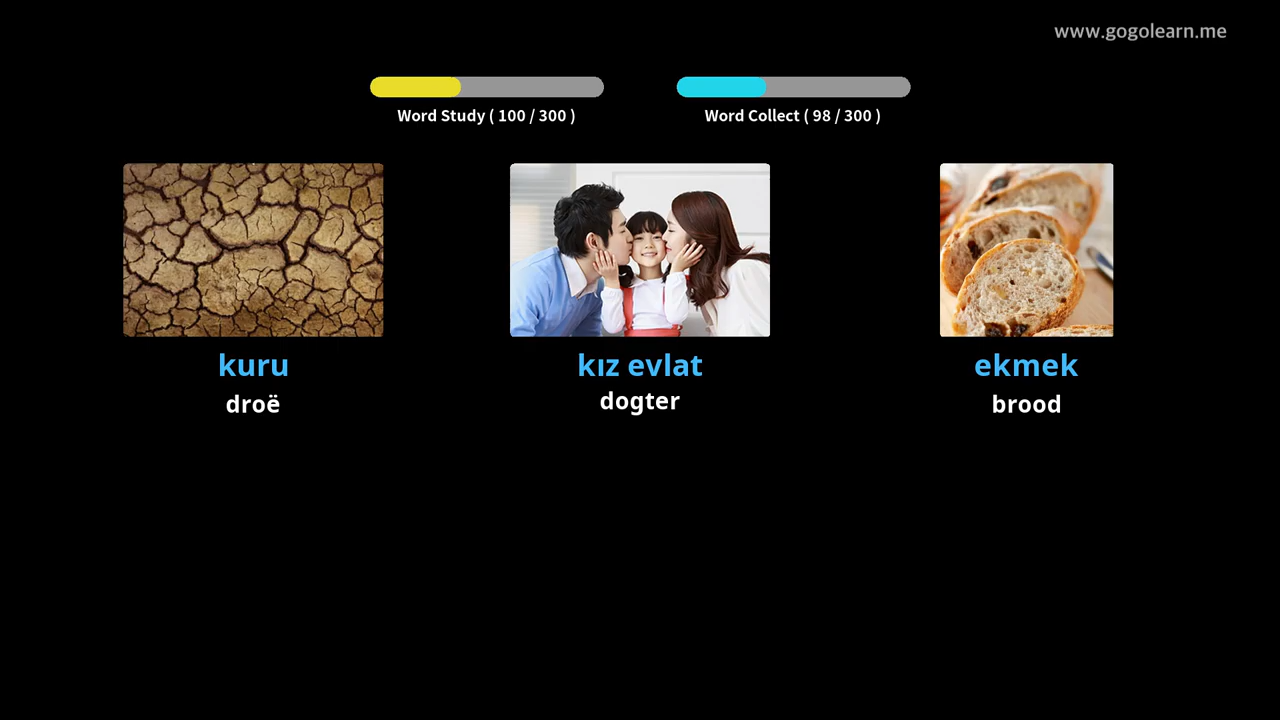 www.gogolearn.me
Word Study ( 100 / 300 )
Word Collect ( 98 / 300 )
kuru
droë
kız evlat
dogter
ekmek
brood